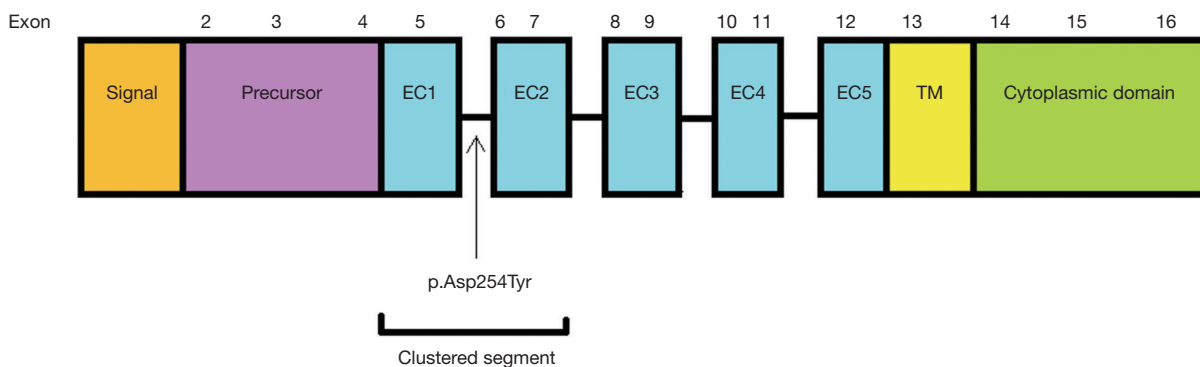 Exon 2 3 4 5 6 7 8 9 10 11 12 13 14 15 16
Signal Precursor EC1 EC2 EC3 EC4 EC5 TM Cytoplasmic domain
p.Asp254Tyr
Clustered segment